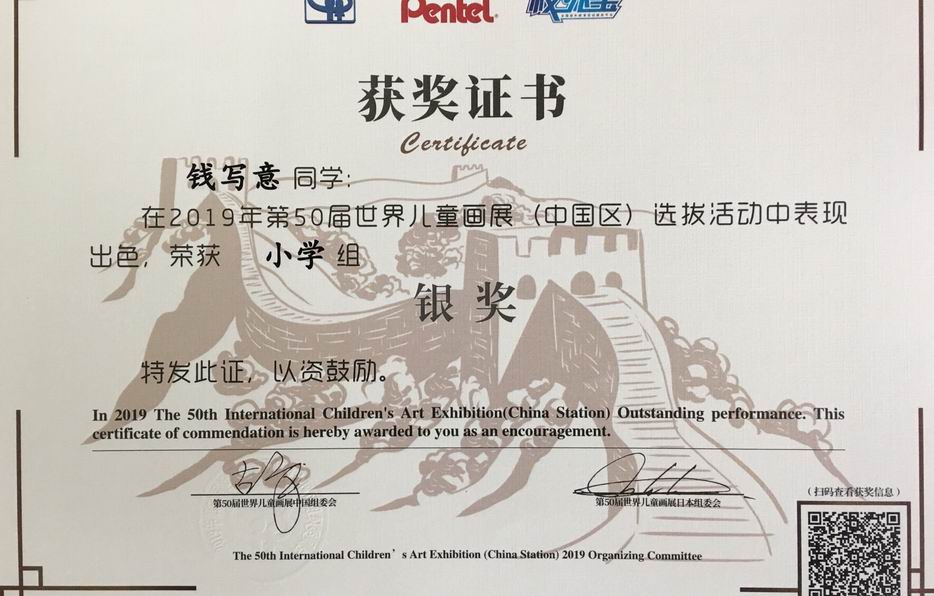 Pentel
获奖证书
Certificate
钱写意 同学:
在2019年第50届世界儿童画展（中国区）选拔活动中表现
出色, 荣获 小学 组
银 奖
特发此证, 以资鼓励。
In 2019 The 50th International Children's Art Exhibition(China Station) Outstanding performance. This
certificate of commendation is hereby awarded to you as an encouragement.
第50届世界儿童画展中国组委会
第50届世界儿童画展日本组委会
（扫码查看获奖信息）
The 50th International Children’s Art Exhibition (China Station) 2019 Organizing Committee